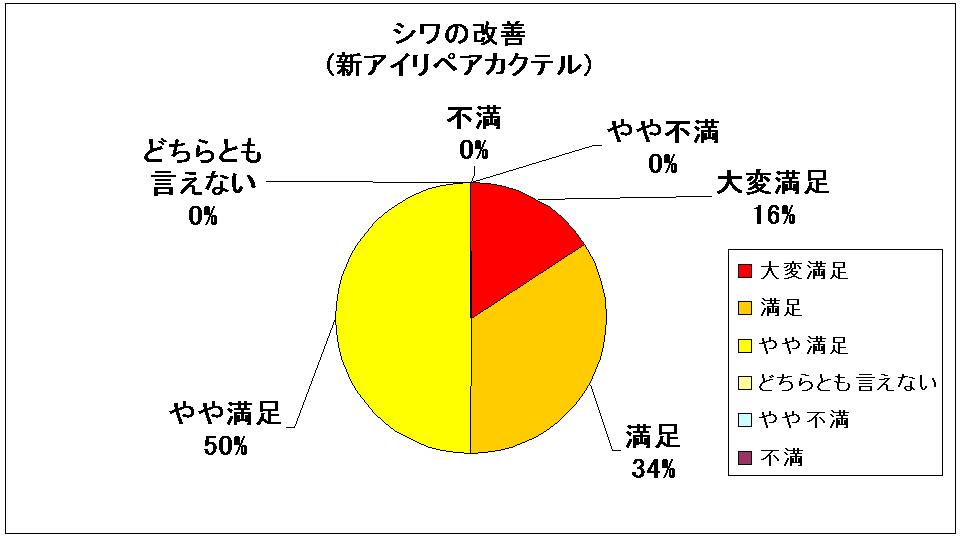 シワの改善
（新アイリペアカクテル）
不満
0%
やや不満
0%
どちらとも
言えない
0%
大変満足
16%
やや満足
50%
満足
34%
大変満足
満足
やや満足
どちらとも言えない
やや不満
不満